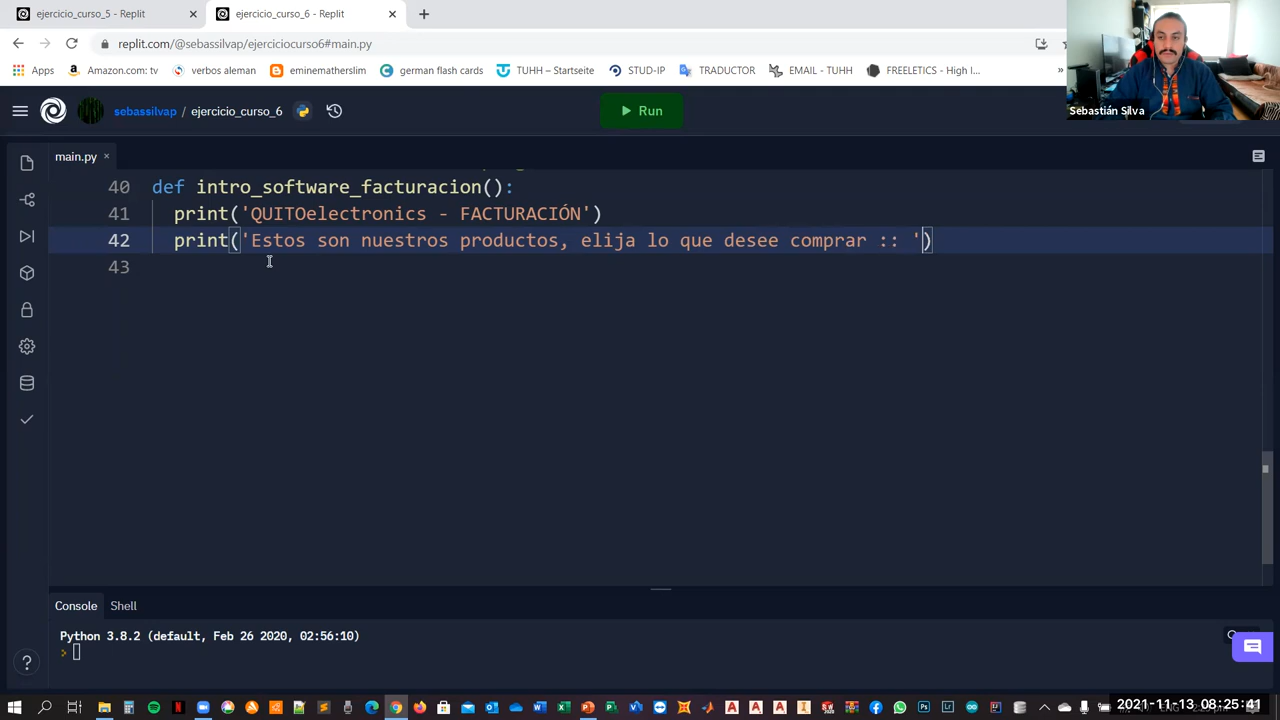 ejercicio_curso_5 - Replit
ejercicio_curso_6 - Replit
replit.com/@sebassilvap/ejerciciocurso6#main.py
Apps
Amazon.com: tv
verbos aleman
eminematherslim
german flash cards
TUHH – Startseite
STUD-IP
TRADUCTOR
EMAIL - TUHH
FREELETICS - High I...
»
Sebastián Silva
sebassilvap / ejercicio_curso_6
Run
main.py
40 def intro_software_facturacion():
41 print('QUITOelectronics - FACTURACIÓN')
42 print('Estos son nuestros productos, elija lo que desee comprar :: ')
43
Console
Shell
Python 3.8.2 (default, Feb 26 2020, 02:56:10)
>
2021-11-13 08:25:41